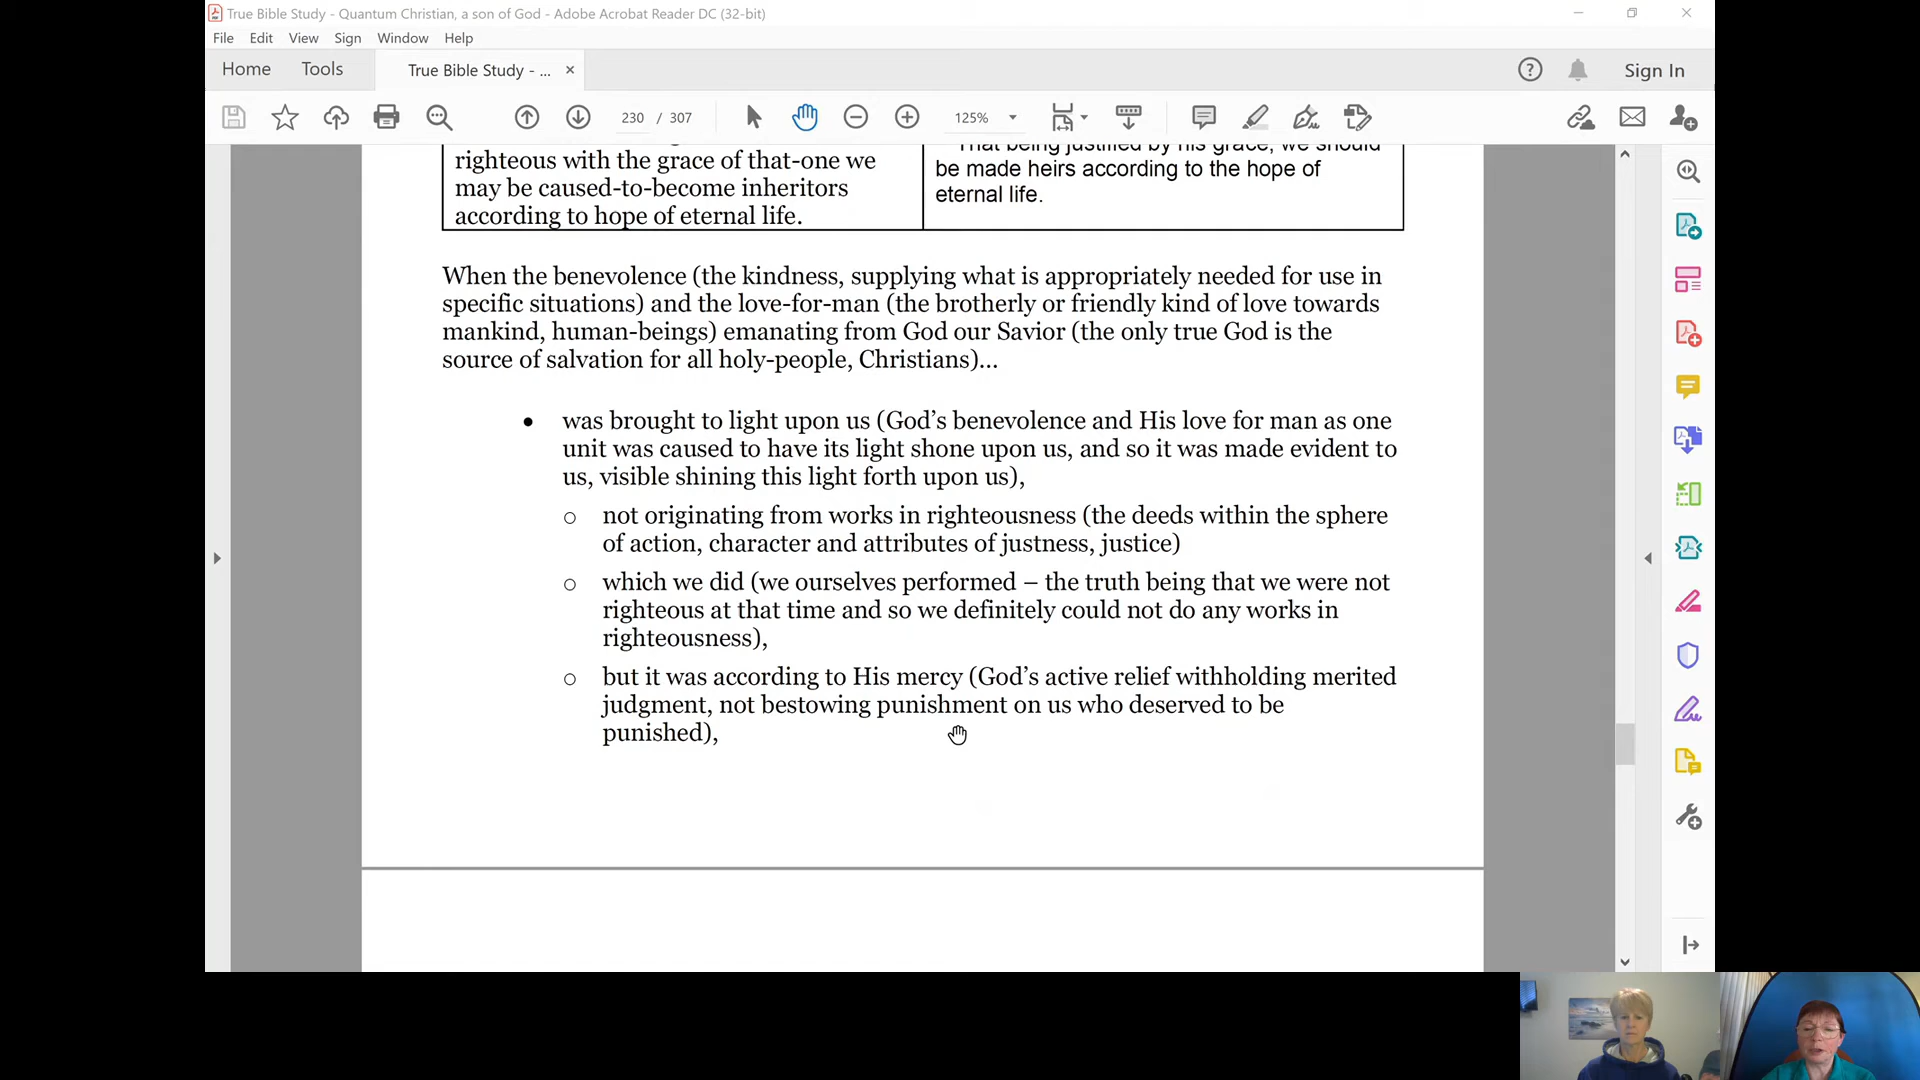 True Bible Study - Quantum Christian, a son of God - Adobe Acrobat Reader DC (32-bit)
File Edit View Sign Window Help
Home Tools True Bible Study - ... Sign In
230 / 307 125%
righteous with the grace of that-one we
may be caused-to-become inheritors
according to hope of eternal life.
That being justified by his grace, we should
be made heirs according to the hope of
eternal life.
When the benevolence (the kindness, supplying what is appropriately needed for use in
specific situations) and the love-for-man (the brotherly or friendly kind of love towards
mankind, human-beings) emanating from God our Savior (the only true God is the
source of salvation for all holy-people, Christians)...
• was brought to light upon us (God's benevolence and His love for man as one
unit was caused to have its light shone upon us, and so it was made evident to
us, visible shining this light forth upon us),
o not originating from works in righteousness (the deeds within the sphere
of action, character and attributes of justness, justice)
o which we did (we ourselves performed – the truth being that we were not
righteous at that time and so we definitely could not do any works in
righteousness),
o but it was according to His mercy (God's active relief withholding merited
judgment, not bestowing punishment on us who deserved to be
punished),